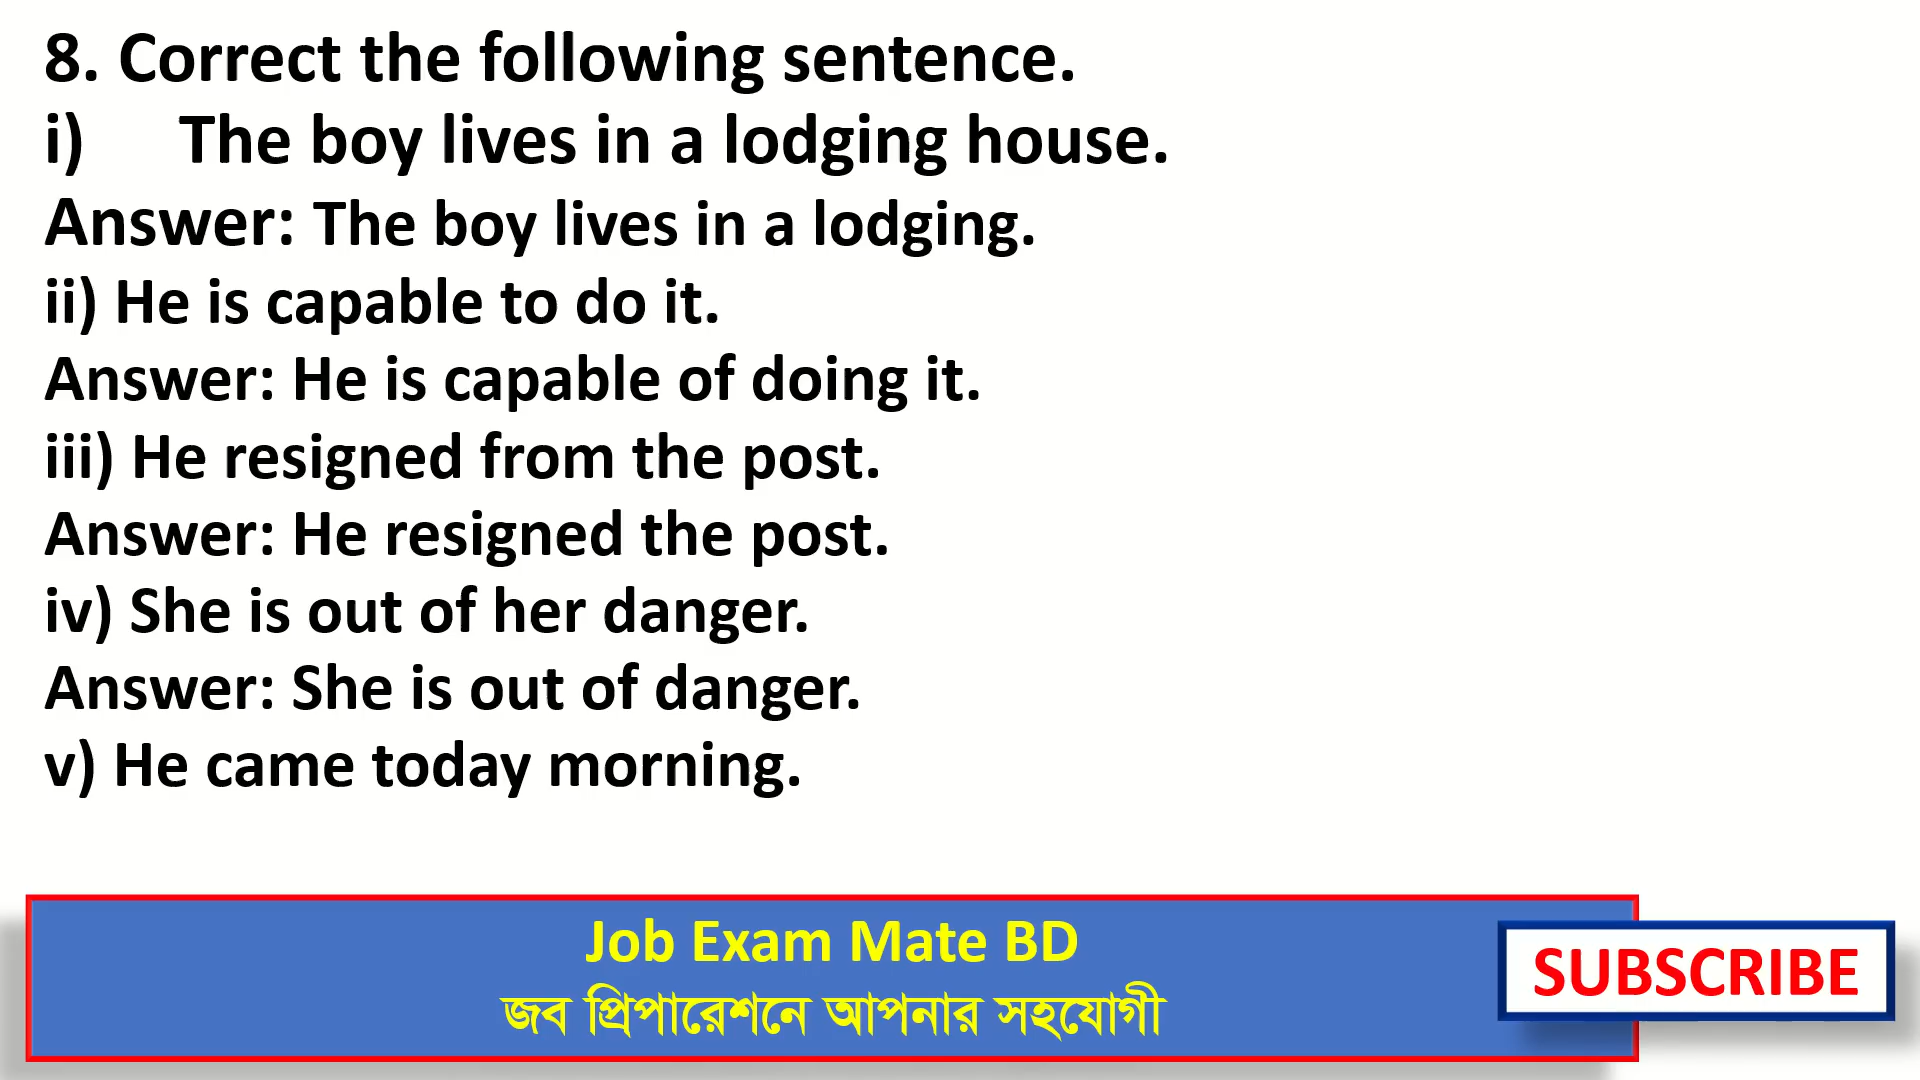 8. Correct the following sentence.
i) The boy lives in a lodging house.
Answer: The boy lives in a lodging.
ii) He is capable to do it.
Answer: He is capable of doing it.
iii) He resigned from the post.
Answer: He resigned the post.
iv) She is out of her danger.
Answer: She is out of danger.
v) He came today morning.
Job Exam Mate BD
জব প্রিপারেশনে আপনার সহযোগী
SUBSCRIBE